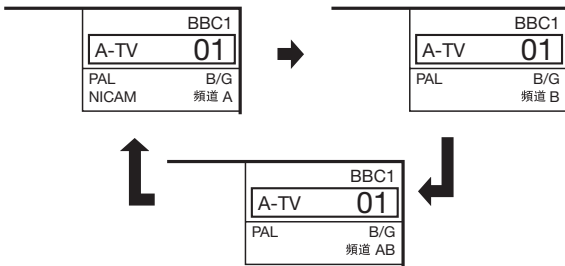 BBC1
A-TV 01
PAL B/G
NICAM 頻道 A
BBC1
A-TV 01
PAL B/G
頻道 B
BBC1
A-TV 01
PAL B/G
頻道 AB